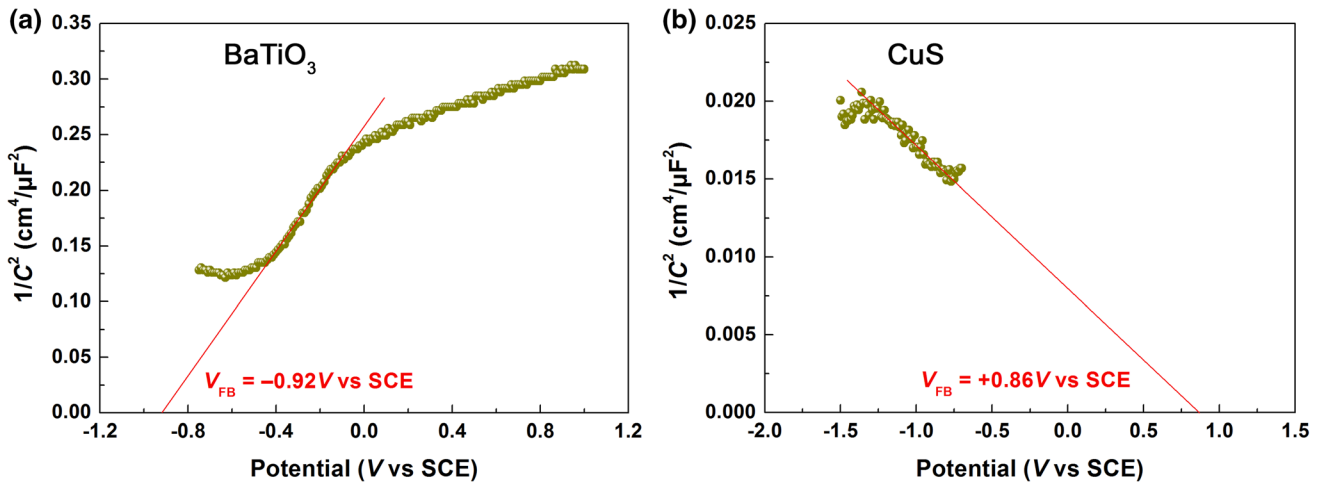 (a)
BaTiO3
0.35
0.30
0.25
0.20
0.15
0.10
0.05
0.00
1/C2 (cm4/μF2)
VFB = –0.92V vs SCE
-1.2 -0.8 -0.4 0.0 0.4 0.8 1.2
Potential (V vs SCE)
(b)
CuS
0.025
0.020
0.015
0.010
0.005
0.000
1/C2 (cm4/μF2)
VFB = +0.86V vs SCE
-2.0 -1.5 -1.0 -0.5 0.0 0.5 1.0 1.5
Potential (V vs SCE)